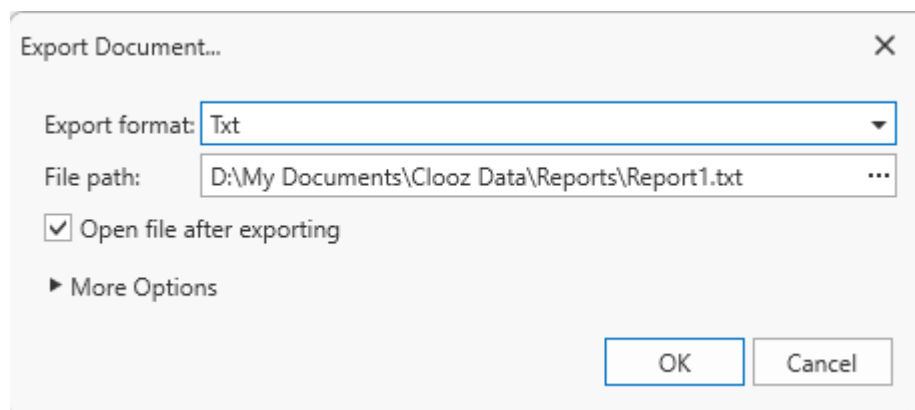 Export Document...
Export format: Txt
File path: D:\My Documents\Clooz Data\Reports\Report1.txt
Open file after exporting
More Options
OK Cancel